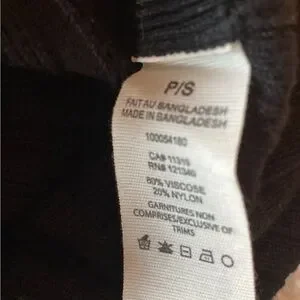 P/S
FAIT AU BANGLADESH
MADE IN BANGLADESH
100054180
CA# 11319
RN# 121346
80% VISCOSE
20% NYLON
GARNITURES NON
COMPRISES/EXCLUSIVE OF
TRIMS